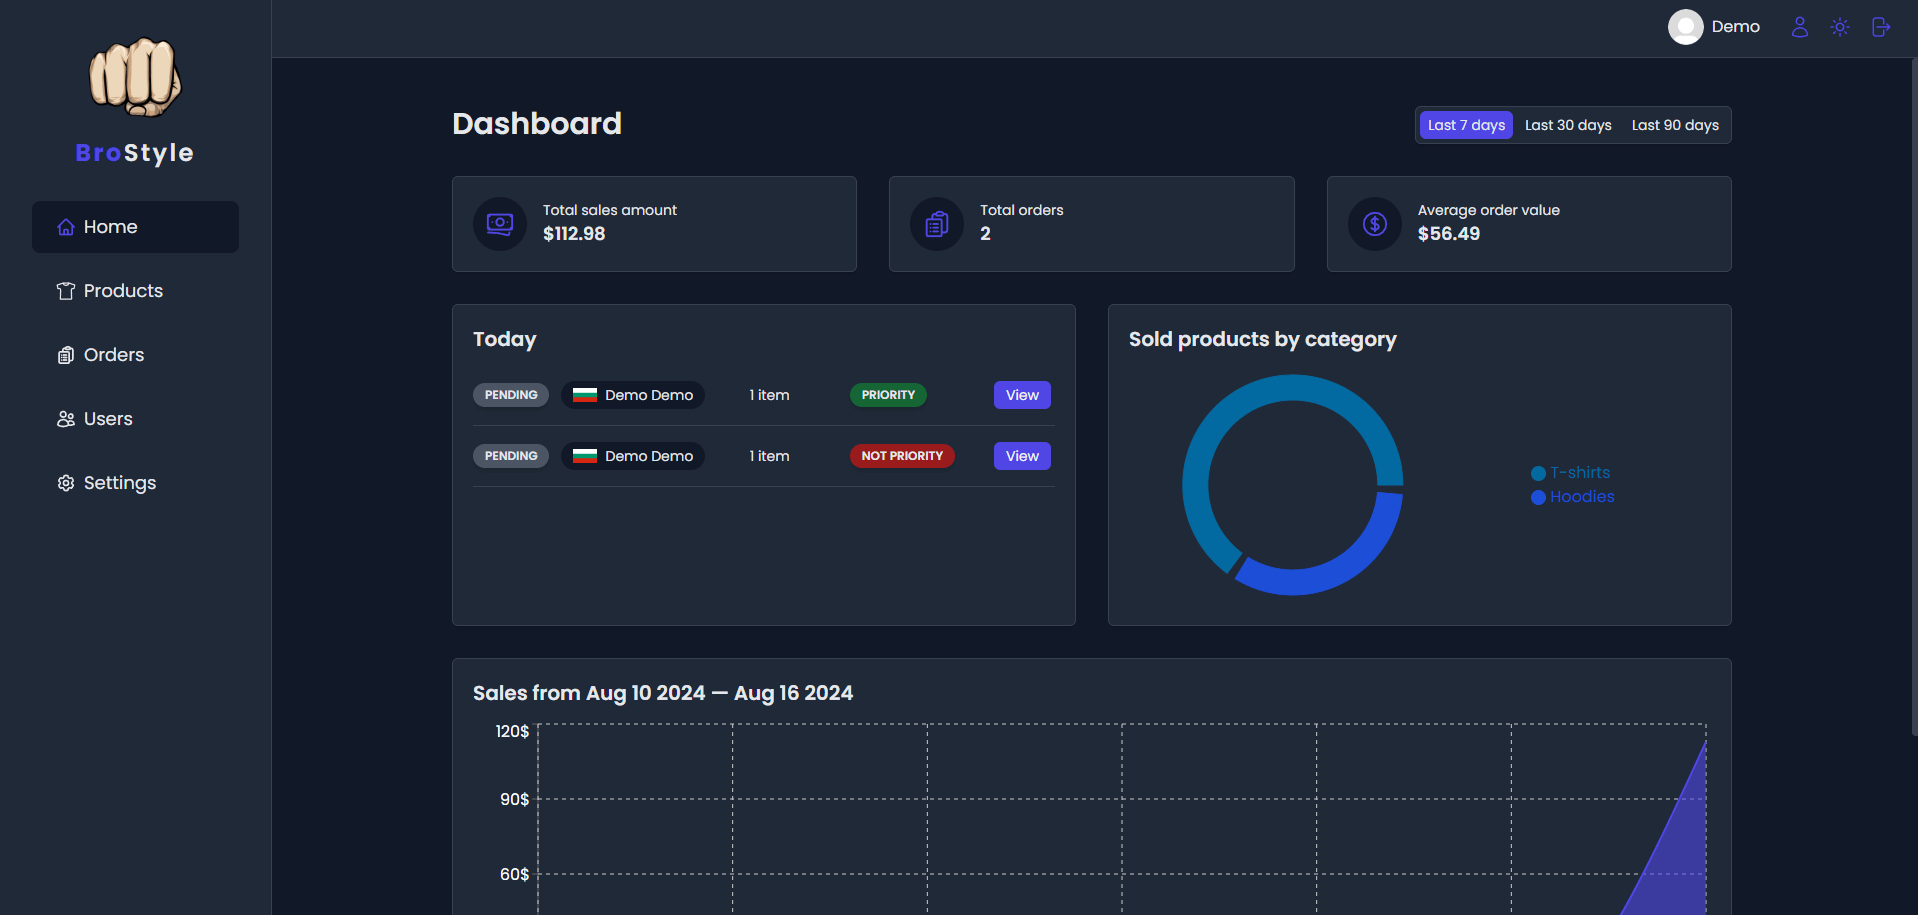 Demo
BroStyle
Home
Products
Orders
Users
Settings
Dashboard
Last 7 days Last 30 days Last 90 days
Total sales amount
$112.98
Total orders
2
Average order value
$56.49
Today
PENDING Demo Demo 1 item PRIORITY View
PENDING Demo Demo 1 item NOT PRIORITY View
Sold products by category
T-shirts
Hoodies
Sales from Aug 10 2024 — Aug 16 2024
120$
90$
60$